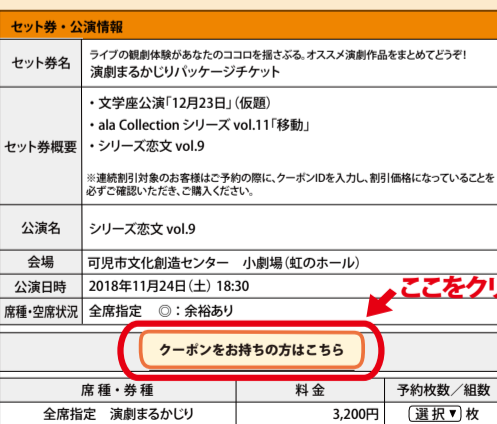 セット券・公演情報
セット券名
ライブの観劇体験があなたのココロを揺さぶる。オススメ演劇作品をまとめてどうぞ!
演劇まるかじりパッケージチケット
セット券概要
・文学座公演「12月23日」(仮題)
・ala Collection シリーズ vol.11「移動」
・シリーズ恋文 vol.9
※連続割引対象のお客様はご予約の際に、クーポンIDを入力し、割引価格になっていることを
必ずご確認いただき、ご購入ください。
公演名 シリーズ恋文 vol.9
会場 可児市文化創造センター 小劇場(虹のホール)
公演日時 2018年11月24日(土) 18:30
席種・空席状況 全席指定 ◎:余裕あり
ここをクリ
クーポンをお持ちの方はこちら
席種・券種 料金 予約枚数/組数
全席指定 演劇まるかじり 3,200円 選択▼ 枚